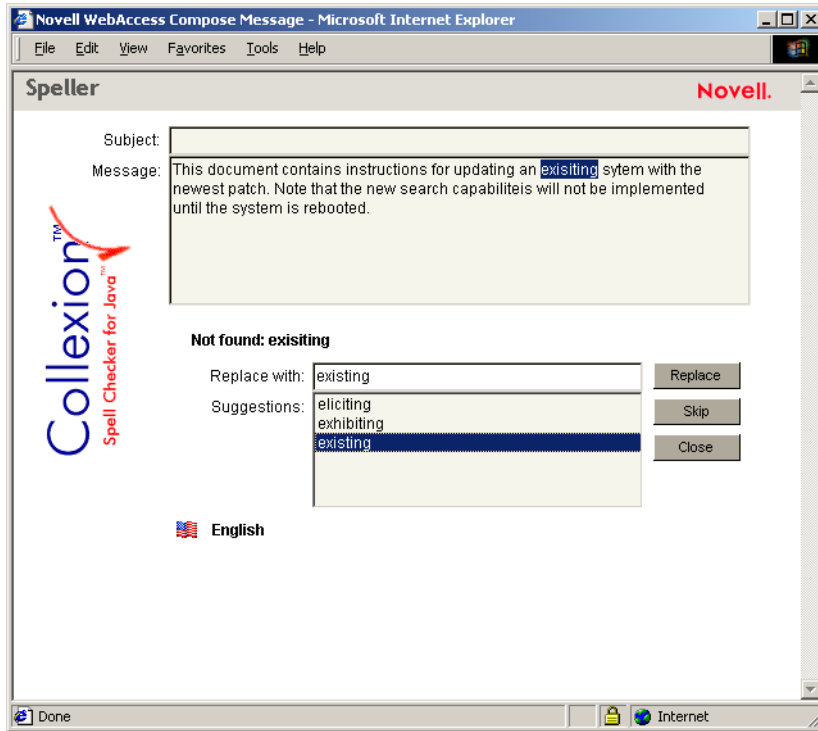 Novell WebAccess Compose Message - Microsoft Internet Explorer
File Edit View Favorites Tools Help
Speller
Novell.
Subject:
Message:
This document contains instructions for updating an exisiting sytem with the
newest patch. Note that the new search capabiliteis will not be implemented
until the system is rebooted.
Collexion™
Spell Checker for Java™
Not found: exisiting
Replace with: existing
Replace
Suggestions:
eliciting
exhibiting
existing
Skip
Close
English
Done
Internet